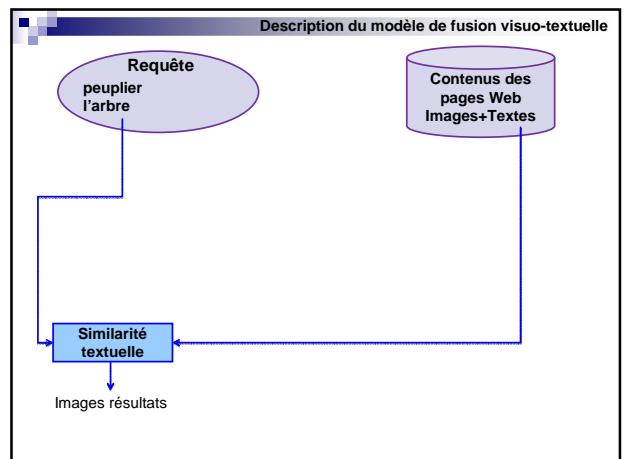 Description du modèle de fusion visuo-textuelle
Requête
peuplier
l'arbre
Contenus des
pages Web
Images+Textes
Similarité
textuelle
Images résultats